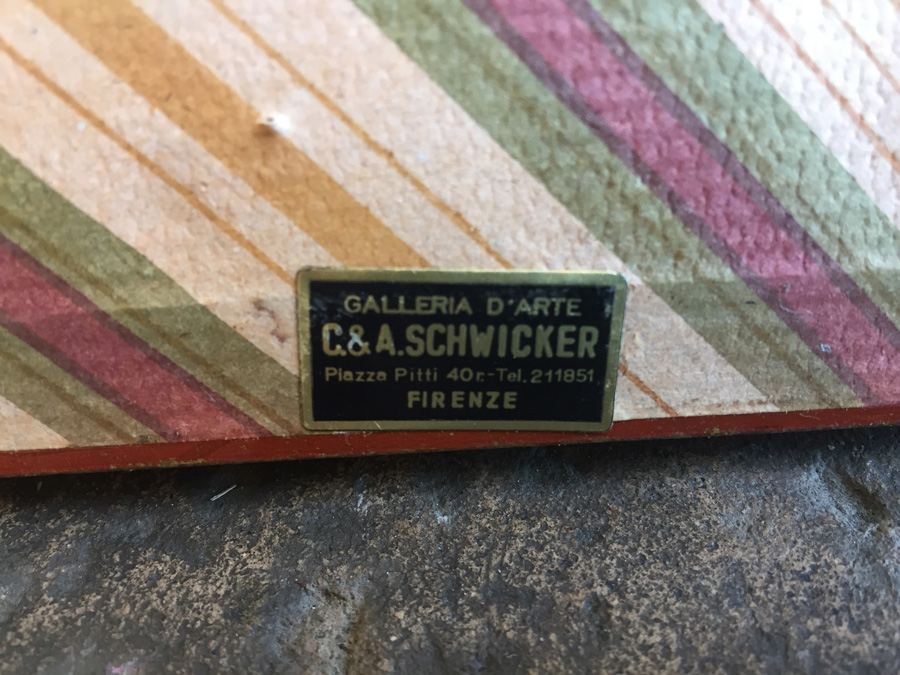 GALLERIA D'ARTE
C.& A.SCHWICKER
Piazza Pitti 40r.-Tel.211851
FIRENZE